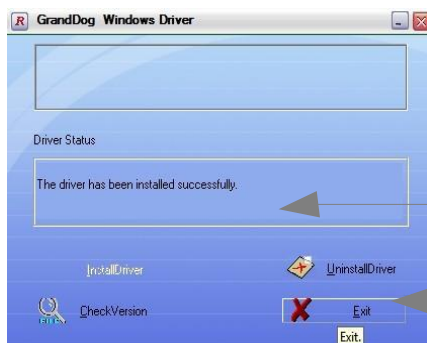 R GrandDog Windows Driver
Driver Status
The driver has been installed successfully.
InstallDriver
UninstallDriver
CheckVersion
Exit
Exit.